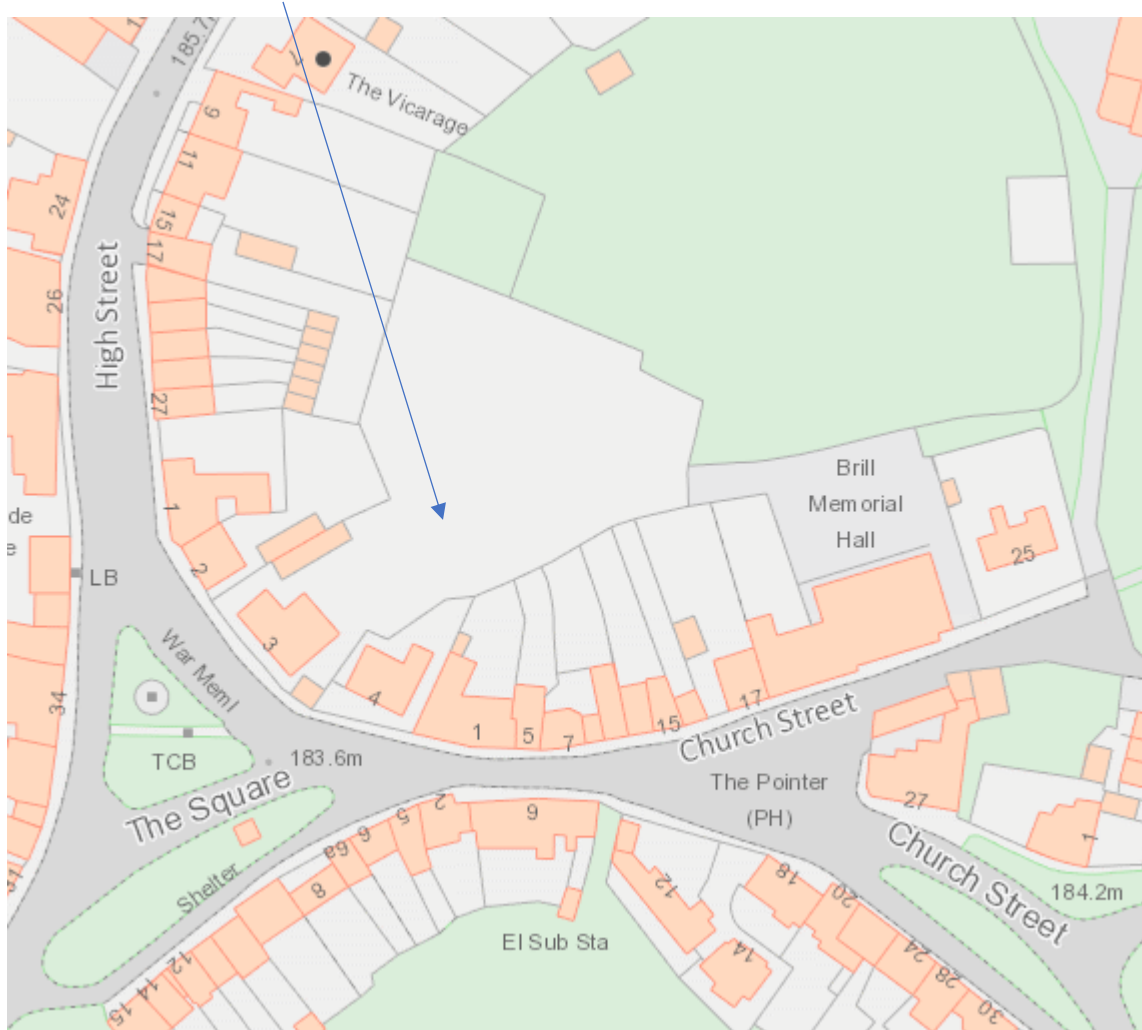 185.7
7
The Vicarage
9
11
15
17
24
26
High Street
27
1
2
LB
3
4
34
War Meml
TCB
183.6m
The Square
Shelter
Brill
Memorial
Hall
25
1
5
7
15
17
Church Street
The Pointer
(PH)
27
1
Church Street
184.2m
2
5
6
6a
8
9
12
14
15
31
El Sub Sta
12
14
18
20
24
28
30